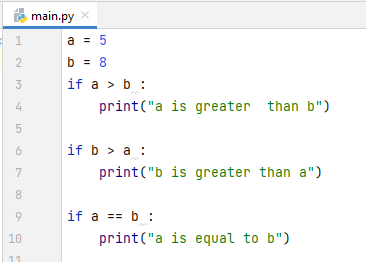 main.py
1 a = 5
2 b = 8
3 if a > b :
4     print("a is greater  than b")
5
6 if b > a :
7     print("b is greater than a")
8
9 if a == b :
10     print("a is equal to b")
11